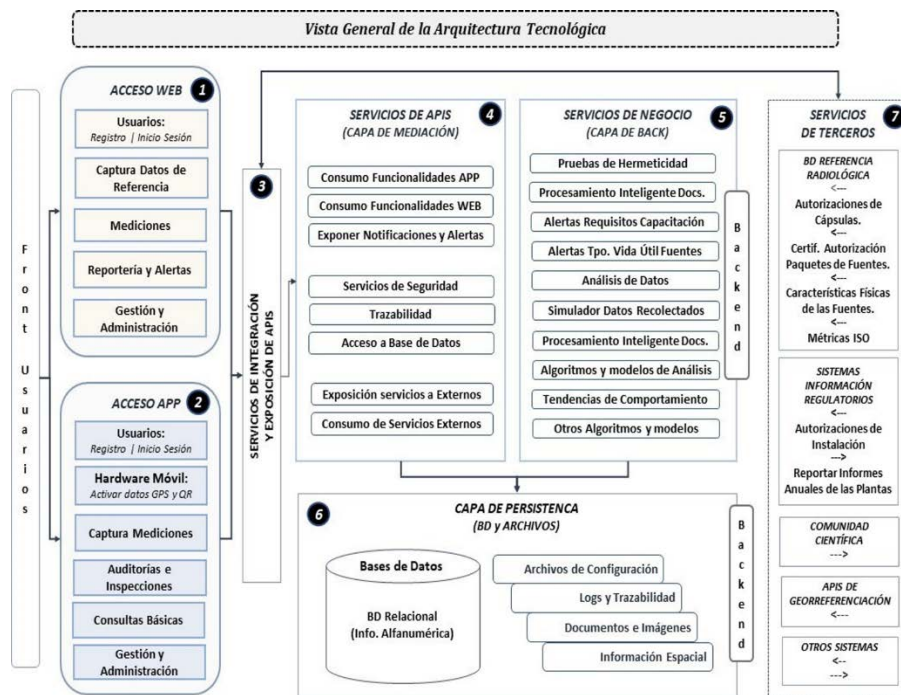 Vista General de la Arquitectura Tecnológica
Front Usuarios
ACCESO WEB
1
Usuarios:
Registro | Inicio Sesión
Captura Datos de
Referencia
Mediciones
Reportería y Alertas
Gestión y
Administración
ACCESO APP
2
Usuarios:
Registro | Inicio Sesión
Hardware Móvil:
Activar datos GPS y QR
Captura Mediciones
Auditorías e
Inspecciones
Consultas Básicas
Gestión y
Administración
3
SERVICIOS DE INTEGRACIÓN
Y EXPOSICIÓN DE APIS
SERVICIOS DE APIS
(CAPA DE MEDIACIÓN)
4
Consumo Funcionalidades APP
Consumo Funcionalidades WEB
Exponer Notificaciones y Alertas
Servicios de Seguridad
Trazabilidad
Acceso a Base de Datos
Exposición servicios a Externos
Consumo de Servicios Externos
SERVICIOS DE NEGOCIO
(CAPA DE BACK)
5
Pruebas de Hermeticidad
Procesamiento Inteligente Docs.
Alertas Requisitos Capacitación
Alertas Tpo. Vida Útil Fuentes
Análisis de Datos
Simulador Datos Recolectados
Procesamiento Inteligente Docs.
Algoritmos y modelos de Análisis
Tendencias de Comportamiento
Otros Algoritmos y modelos
Backend
6
CAPA DE PERSISTENCA
(BD y ARCHIVOS)
Bases de Datos
BD Relacional
(Info. Alfanumérica)
Archivos de Configuración
Logs y Trazabilidad
Documentos e Imágenes
Información Espacial
Backend
SERVICIOS
DE TERCEROS
7
BD REFERENCIA
RADIOLÓGICA
<---
Autorizaciones de
Cápsulas.
<---
Certif. Autorización
Paquetes de Fuentes.
<---
Características Físicas
de las Fuentes.
<---
Métricas ISO
SISTEMAS
INFORMACIÓN
REGULATORIOS
<---
Autorizaciones de
Instalación
--->
Reportar Informes
Anuales de las Plantas
COMUNIDAD
CIENTÍFICA
--->
APIS DE
GEORREFERENCIACIÓN
<---
OTROS SISTEMAS
<--
--->